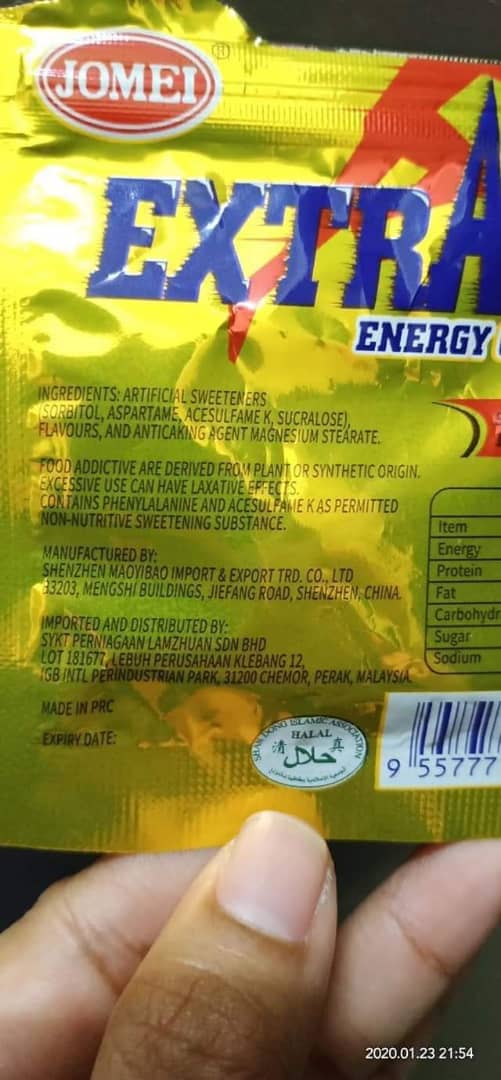 JOMEI ®
EXTRA
ENERGY
INGREDIENTS: ARTIFICIAL SWEETENERS
(SORBITOL, ASPARTAME, ACESULFAME K, SUCRALOSE),
FLAVOURS, AND ANTICAKING AGENT MAGNESIUM STEARATE.
FOOD ADDICTIVE ARE DERIVED FROM PLANT OR SYNTHETIC ORIGIN.
EXCESSIVE USE CAN HAVE LAXATIVE EFFECTS.
CONTAINS PHENYLALANINE AND ACESULFAME K AS PERMITTED
NON-NUTRITIVE SWEETENING SUBSTANCE.
MANUFACTURED BY:
SHENZHEN MAOYIBAO IMPORT & EXPORT TRD. CO., LTD
33203, MENGSHI BUILDINGS, JIEFANG ROAD, SHENZHEN, CHINA.
IMPORTED AND DISTRIBUTED BY:
SYKT PERNIAGAAN LAMZHUAN SDN BHD
LOT 181677, LEBUH PERUSAHAAN KLEBANG 12,
IGB INTL PERINDUSTRIAN PARK, 31200 CHEMOR, PERAK, MALAYSIA.
MADE IN PRC
EXPIRY DATE:
SHAN DONG ISLAMIC ASSOCIATION
HALAL
清 حلال 真
Item
Energy
Protein
Fat
Carbohydr
Sugar
Sodium
9 55777
2020.01.23 21:54